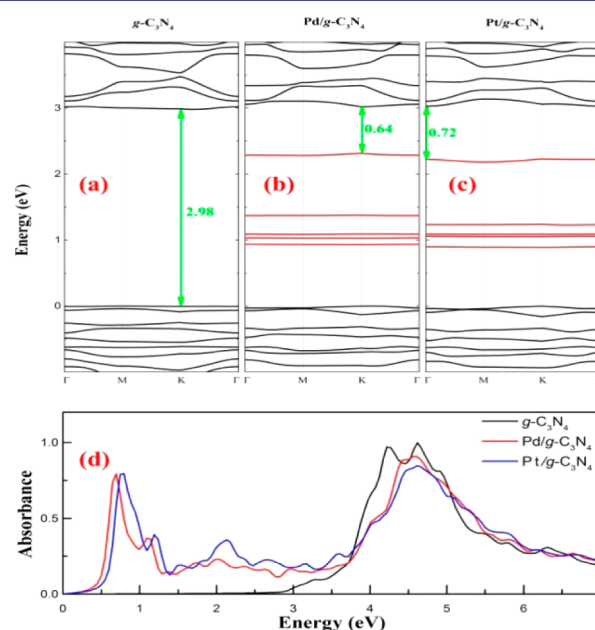 g-C₃N₄ Pd/g-C₃N₄ Pt/g-C₃N₄
Energy (eV)
3
2
1
0
(a)
2.98
(b)
0.64
(c)
0.72
Γ M K Γ M K Γ M K Γ
(d)
g-C₃N₄
Pd/g-C₃N₄
Pt/g-C₃N₄
Absorbance
1.0
0.5
0.0
0 1 2 3 4 5 6
Energy (eV)